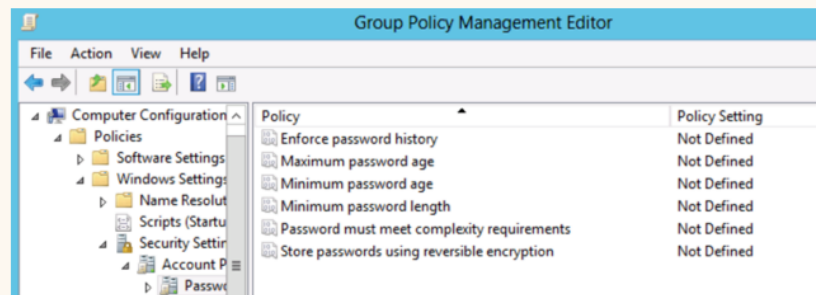 Group Policy Management Editor
File Action View Help
Computer Configuration
Policies
Software Settings
Windows Settings
Name Resolut
Scripts (Startu
Security Settin
Account P
Passwo
Policy Policy Setting
Enforce password history Not Defined
Maximum password age Not Defined
Minimum password age Not Defined
Minimum password length Not Defined
Password must meet complexity requirements Not Defined
Store passwords using reversible encryption Not Defined